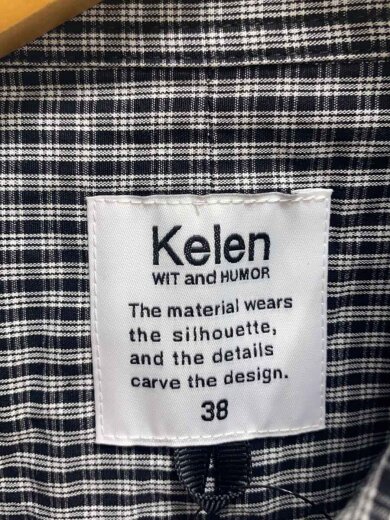 Kelen
WIT and HUMOR
The material wears
the silhouette,
and the details
carve the design.
38